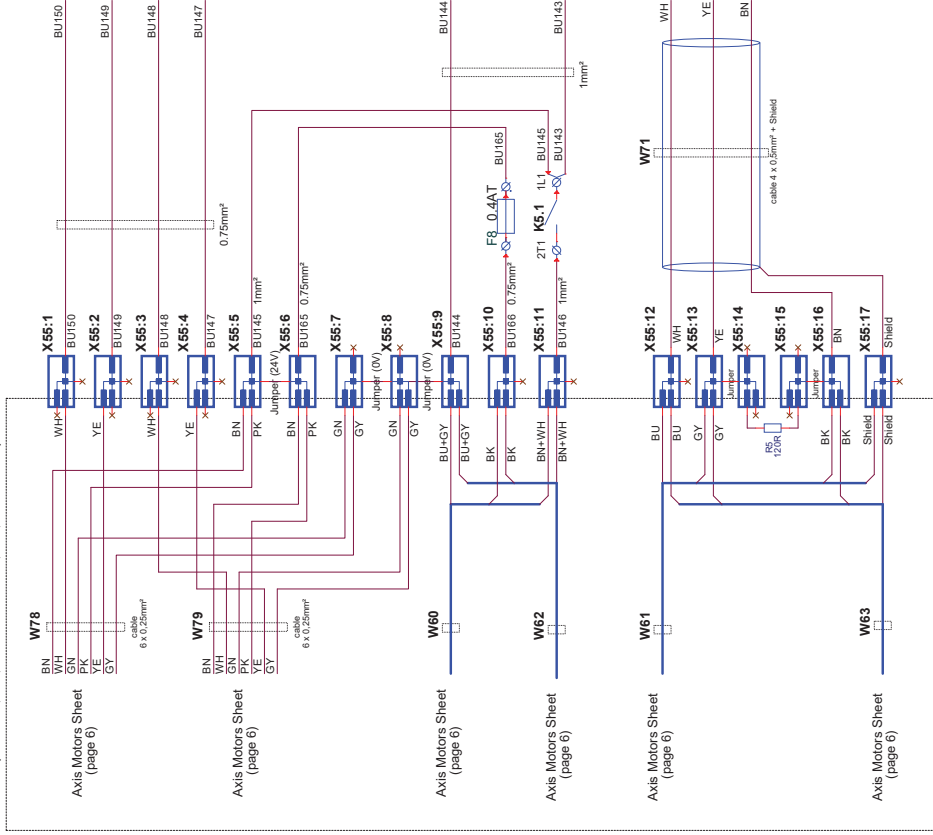 BU150
BU149
BU148
BU147
BU144
BU143
WH
YE
BN
0.75mm²
1mm²
W71
cable 4 x 0,5mm² + Shield
BU165
BU145
BU143
F8 0.4AT
1L1
K5.1
2T1
X55:1
X55:2
X55:3
X55:4
X55:5
X55:6
X55:7
X55:8
X55:9
X55:10
X55:11
X55:12
X55:13
X55:14
X55:15
X55:16
X55:17
BU150
BU149
BU148
BU147
BU145 1mm²
BU165 0.75mm²
BU144
BU166 0.75mm²
BU146 1mm²
WH
YE
BN
Shield
Jumper (24V)
Jumper (0V)
Jumper (0V)
Jumper
Jumper
WH
YE
WH
YE
BN
PK
BN
PK
GN
GY
GN
GY
BU+GY
BU+GY
BK
BK
BN+WH
BN+WH
BU
BU
GY
GY
R5
120R
BK
BK
Shield
Shield
W78
cable
6 x 0,25mm²
W79
cable
6 x 0,25mm²
W60
W62
W61
W63
BN
WH
GN
PK
YE
GY
BN
WH
GN
PK
YE
GY
Axis Motors Sheet
(page 6)
Axis Motors Sheet
(page 6)
Axis Motors Sheet
(page 6)
Axis Motors Sheet
(page 6)
Axis Motors Sheet
(page 6)
Axis Motors Sheet
(page 6)